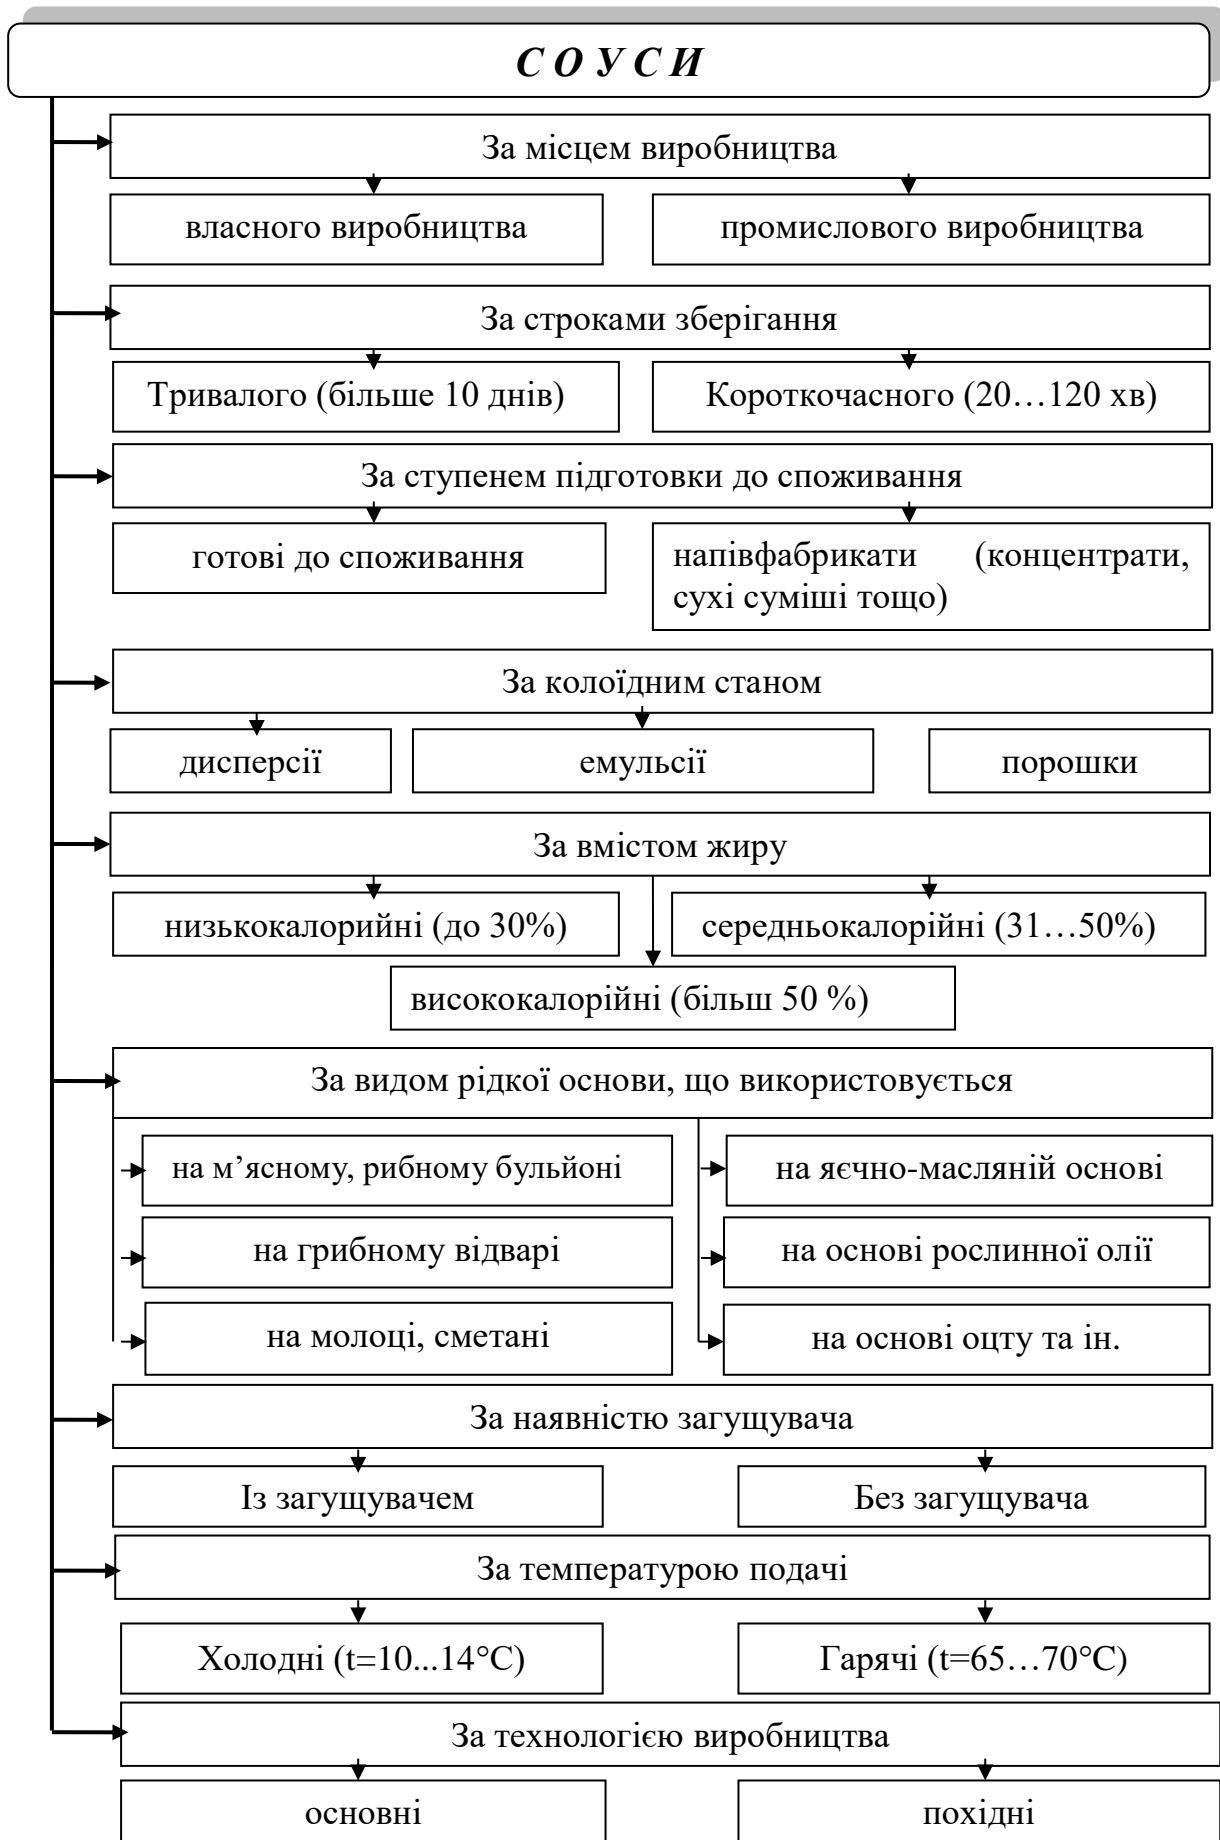 С О У С И
За місцем виробництва
власного виробництва
промислового виробництва
За строками зберігання
Тривалого (більше 10 днів)
Короткочасного (20…120 хв)
За ступенем підготовки до споживання
готові до споживання
напівфабрикати (концентрати,
сухі суміші тощо)
За колоїдним станом
дисперсії
емульсії
порошки
За вмістом жиру
низькокалорийні (до 30%)
середньокалорійні (31…50%)
висококалорійні (більш 50 %)
За видом рідкої основи, що використовується
на м’ясному, рибному бульйоні
на яєчно-масляній основі
на грибному відварі
на основі рослинної олії
на молоці, сметані
на основі оцту та ін.
За наявністю загущувача
Із загущувачем
Без загущувача
За температурою подачі
Холодні (t=10...14°С)
Гарячі (t=65…70°С)
За технологією виробництва
основні
похідні